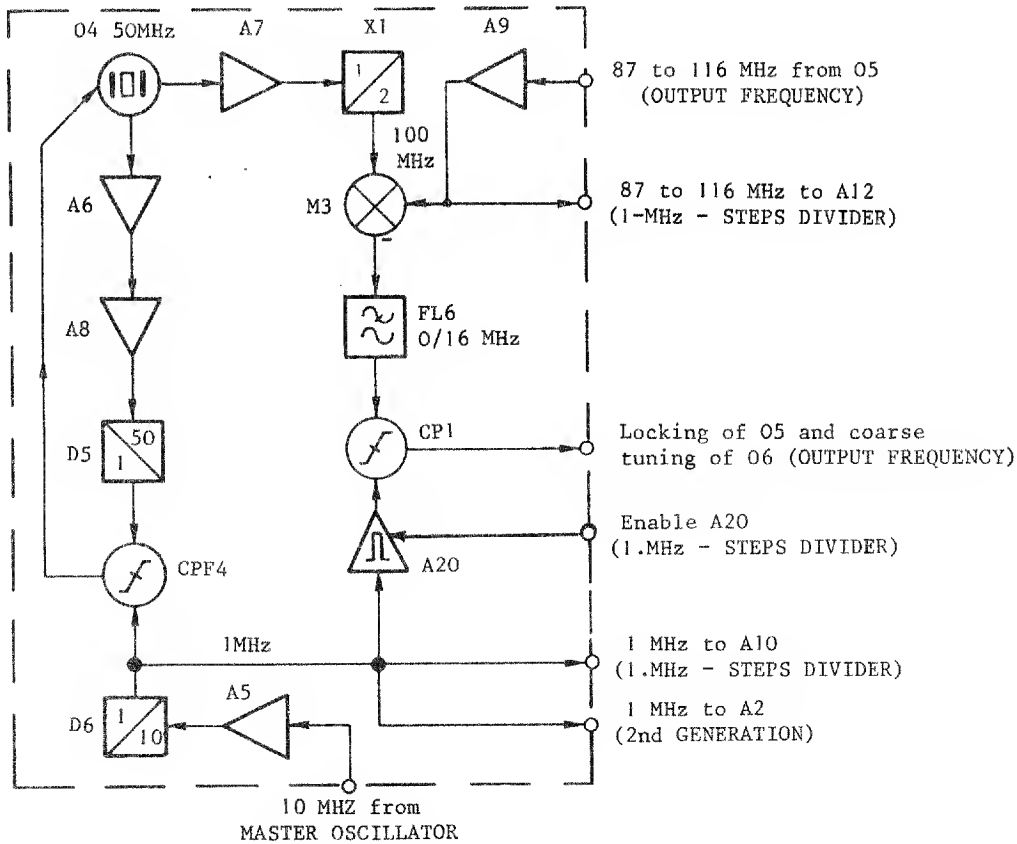 O4 50MHz
A7
X1
A9
1
2
87 to 116 MHz from O5
(OUTPUT FREQUENCY)
100
MHz
A6
M3
-
87 to 116 MHz to A12
(1-MHz - STEPS DIVIDER)
A8
FL6
0/16 MHz
D5
50
1
CP1
Locking of O5 and coarse
tuning of O6 (OUTPUT FREQUENCY)
CPF4
A20
Enable A20
(1.MHz - STEPS DIVIDER)
1MHz
1 MHz to A10
(1.MHz - STEPS DIVIDER)
D6
1
10
A5
1 MHz to A2
(2nd GENERATION)
10 MHZ from
MASTER OSCILLATOR